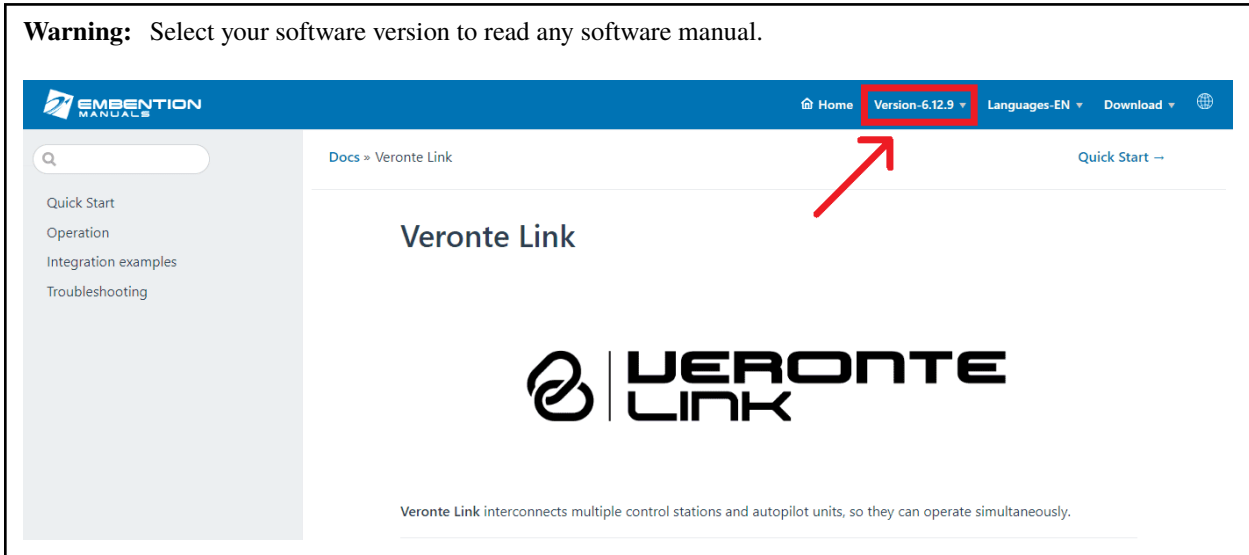 Warning: Select your software version to read any software manual.
EMBENTION
MANUALS
Home Version-6.12.9 Languages-EN Download
Docs » Veronte Link Quick Start →
Quick Start
Operation
Integration examples
Troubleshooting
Veronte Link
VERONTE
LINK
Veronte Link interconnects multiple control stations and autopilot units, so they can operate simultaneously.